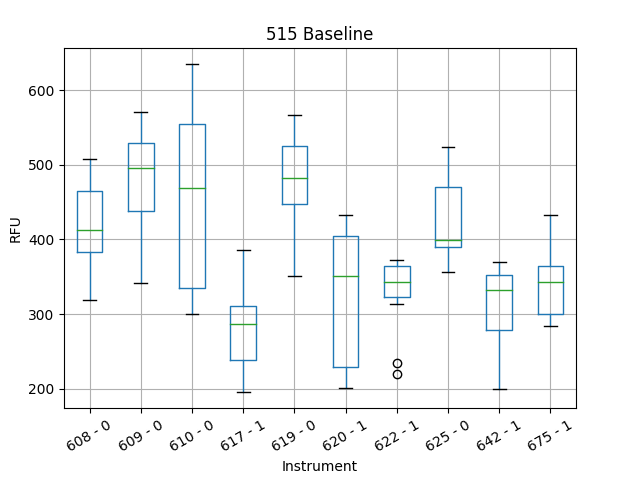 515 Baseline
600
500
400
300
200
RFU
608 - 0
609 - 0
610 - 0
617 - 1
619 - 0
620 - 1
622 - 1
625 - 0
642 - 1
675 - 1
Instrument